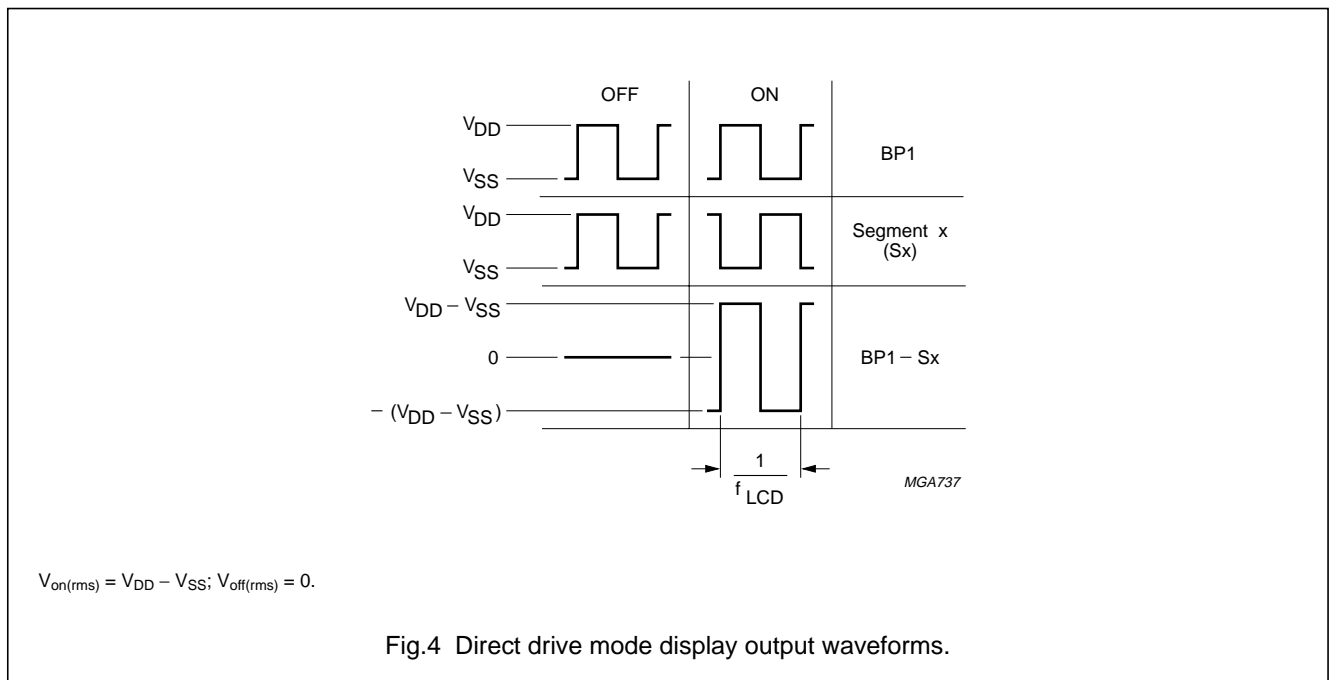 OFF ON
VDD
VSS
BP1
VDD
VSS
Segment x
(Sx)
VDD – VSS
0
– (VDD – VSS)
BP1 – Sx
1
f LCD
MGA737
Von(rms) = VDD – VSS; Voff(rms) = 0.
Fig.4 Direct drive mode display output waveforms.